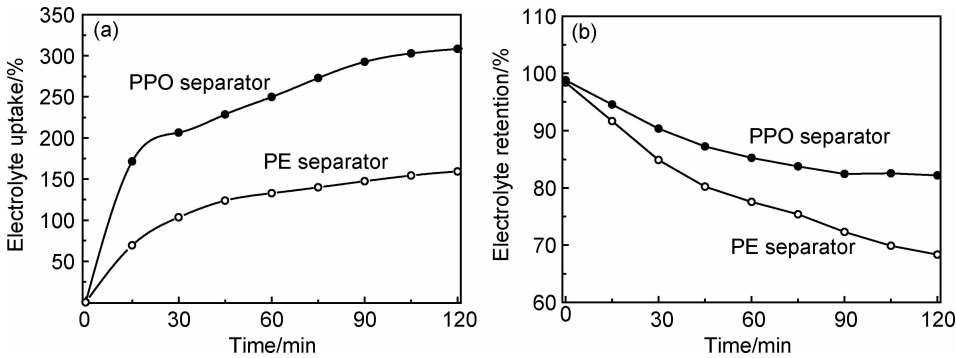 (a)
Electrolyte uptake/%
350
300
250
200
150
100
50
PPO separator
PE separator
0
30
60
90
120
Time/min
(b)
Electrolyte retention/%
110
100
90
80
70
60
PPO separator
PE separator
0
30
60
90
120
Time/min